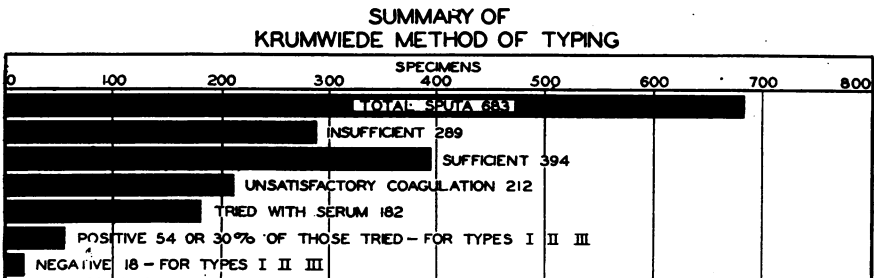 SUMMARY OF
KRUMWIEDE METHOD OF TYPING
SPECIMENS
0 100 200 300 400 500 600 700 800
TOTAL SPUTA 683
INSUFFICIENT 289
SUFFICIENT 394
UNSATISFACTORY COAGULATION 212
TRIED WITH SERUM 182
POSITIVE 54 OR 30% OF THOSE TRIED – FOR TYPES I II III
NEGATIVE 18 – FOR TYPES I II III